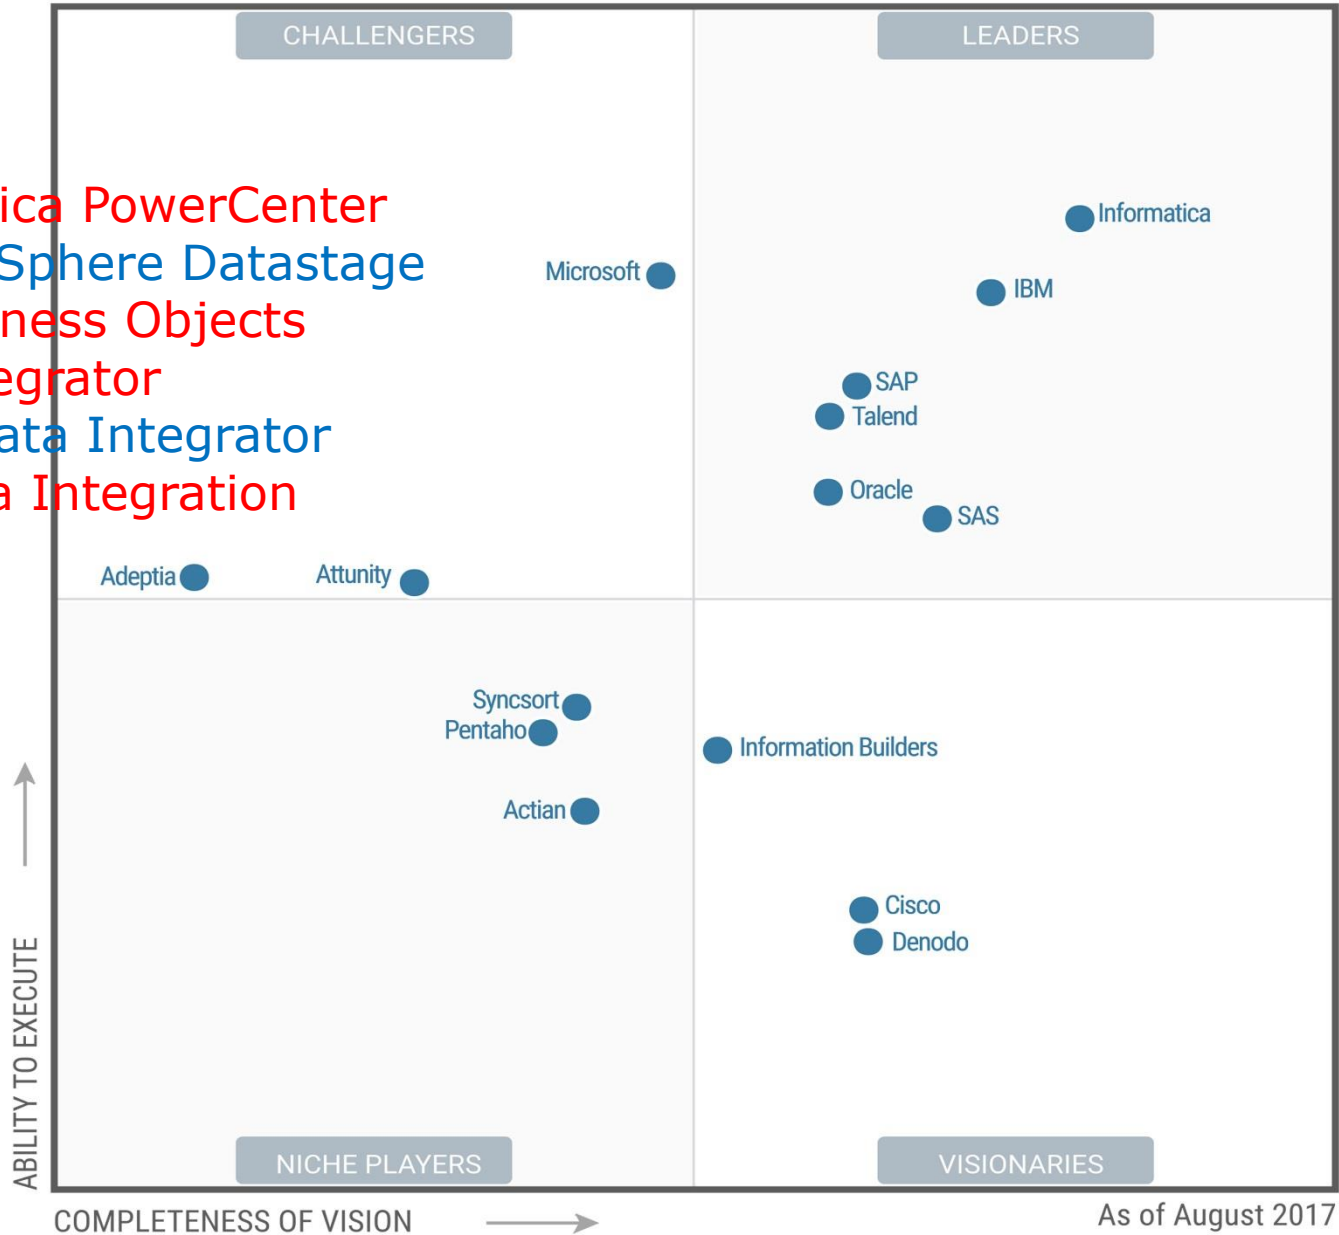 CHALLENGERS
LEADERS
ica PowerCenter
Sphere Datastage
ness Objects
egrator
ata Integrator
a Integration
Informatica
Microsoft
IBM
SAP
Talend
Oracle
SAS
Adeptia
Attunity
Syncsort
Pentaho
Information Builders
Actian
Cisco
Denodo
ABILITY TO EXECUTE
NICHE PLAYERS
VISIONARIES
COMPLETENESS OF VISION
As of August 2017